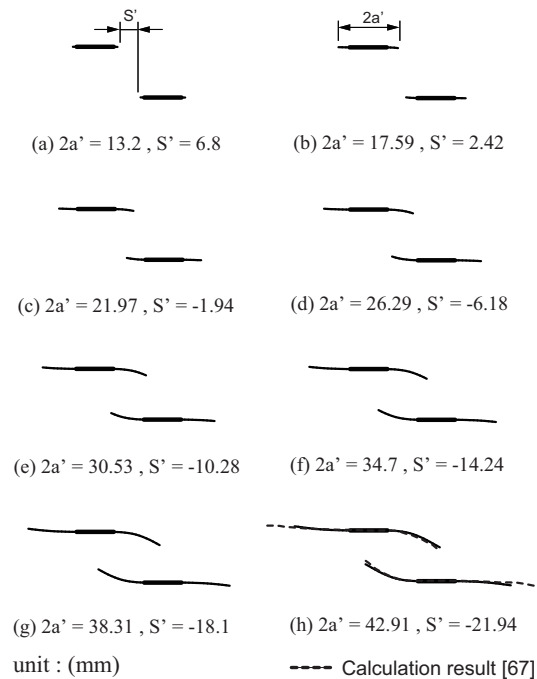 S' 2a'
(a) 2a' = 13.2 , S' = 6.8 (b) 2a' = 17.59 , S' = 2.42
(c) 2a' = 21.97 , S' = -1.94 (d) 2a' = 26.29 , S' = -6.18
(e) 2a' = 30.53 , S' = -10.28 (f) 2a' = 34.7 , S' = -14.24
(g) 2a' = 38.31 , S' = -18.1 (h) 2a' = 42.91 , S' = -21.94
unit : (mm) Calculation result [67]